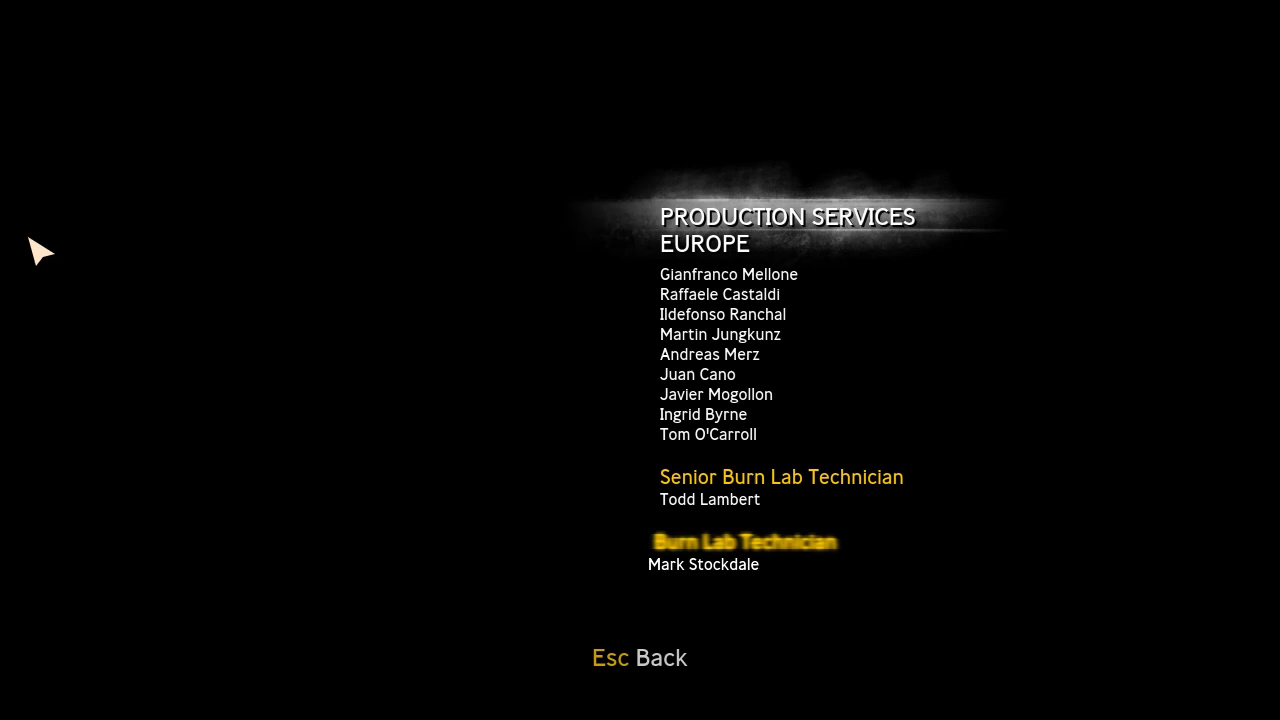 PRODUCTION SERVICES
EUROPE
Gianfranco Mellone
Raffaele Castaldi
Ildefonso Ranchal
Martin Jungkunz
Andreas Merz
Juan Cano
Javier Mogollon
Ingrid Byrne
Tom O'Carroll
Senior Burn Lab Technician
Todd Lambert
Burn Lab Technician
Mark Stockdale
Esc Back